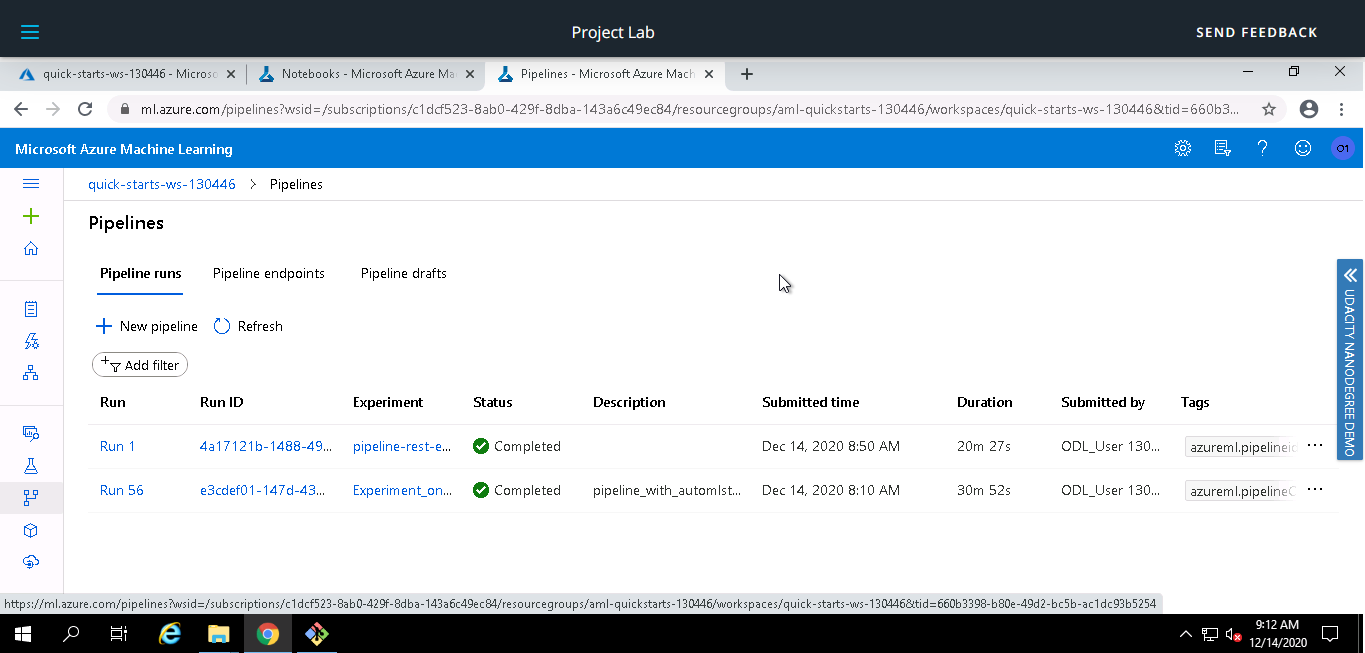 Project Lab
SEND FEEDBACK
quick-starts-ws-130446 - Microso
Notebooks - Microsoft Azure Ma
Pipelines - Microsoft Azure Mach
ml.azure.com/pipelines?wsid=/subscriptions/c1dcf523-8ab0-429f-8dba-143a6c49ec84/resourcegroups/aml-quickstarts-130446/workspaces/quick-starts-ws-130446&tid=660b3...
Microsoft Azure Machine Learning
O1
quick-starts-ws-130446 > Pipelines
Pipelines
Pipeline runs Pipeline endpoints Pipeline drafts
New pipeline Refresh
Add filter
Run Run ID Experiment Status Description Submitted time Duration Submitted by Tags
Run 1 4a17121b-1488-49... pipeline-rest-e... Completed Dec 14, 2020 8:50 AM 20m 27s ODL_User 130... azureml.pipelineid ...
Run 56 e3cdef01-147d-43... Experiment_on... Completed pipeline_with_automlst... Dec 14, 2020 8:10 AM 30m 52s ODL_User 130... azureml.pipelineC ...
UDACITY NANODEGREE DEMO
https://ml.azure.com/pipelines?wsid=/subscriptions/c1dcf523-8ab0-429f-8dba-143a6c49ec84/resourcegroups/aml-quickstarts-130446/workspaces/quick-starts-ws-130446&tid=660b3398-b80e-49d2-bc5b-ac1dc93b5254
9:12 AM
12/14/2020